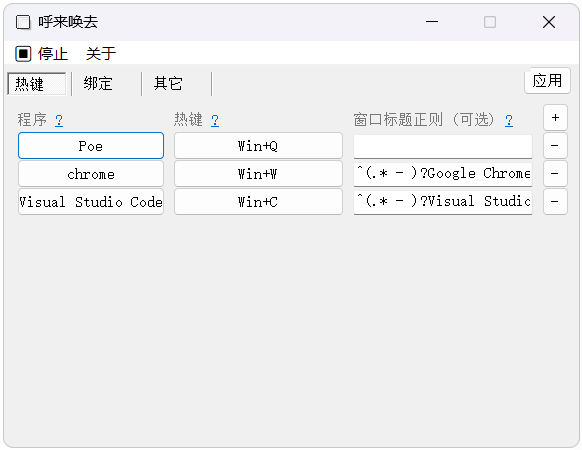 呼来唤去
停止 关于
热键 绑定 其它 应用
程序 ? 热键 ? 窗口标题正则 (可选) ? +
Poe Win+Q -
chrome Win+W ^(.* - )?Google Chrome -
Visual Studio Code Win+C ^(.* - )?Visual Studio -